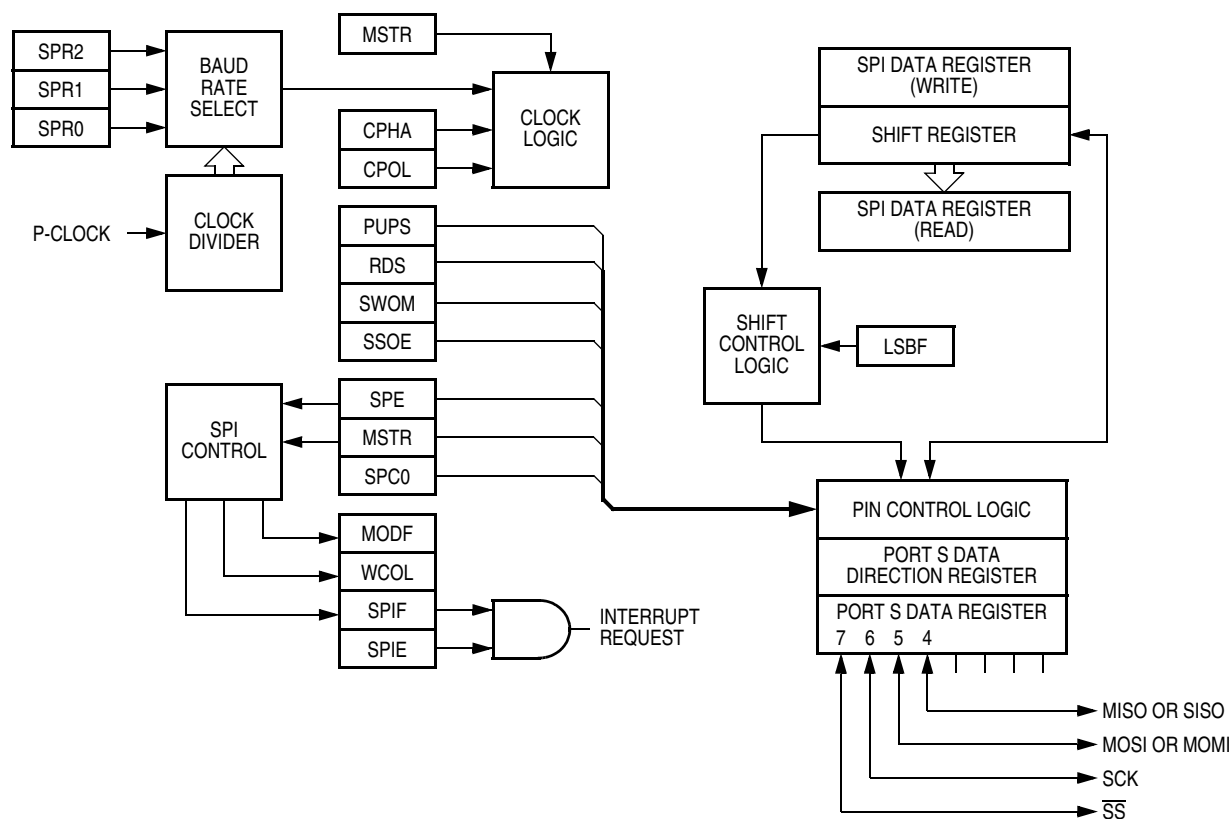 SPR2
SPR1
SPR0
BAUD
RATE
SELECT
P-CLOCK
CLOCK
DIVIDER
MSTR
CPHA
CPOL
CLOCK
LOGIC
PUPS
RDS
SWOM
SSOE
SPI
CONTROL
SPE
MSTR
SPC0
MODF
WCOL
SPIF
SPIE
INTERRUPT
REQUEST
SPI DATA REGISTER
(WRITE)
SHIFT REGISTER
SPI DATA REGISTER
(READ)
SHIFT
CONTROL
LOGIC
LSBF
PIN CONTROL LOGIC
PORT S DATA
DIRECTION REGISTER
PORT S DATA REGISTER
7 6 5 4
MISO OR SISO
MOSI OR MOMI
SCK
S̅S̅